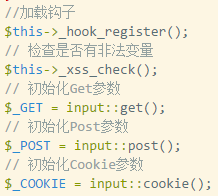 //加载钩子
$this->_hook_register();
// 检查是否有非法变量
$this->_xss_check();
// 初始化Get参数
$_GET = input::get();
// 初始化Post参数
$_POST = input::post();
// 初始化Cookie参数
$_COOKIE = input::cookie();